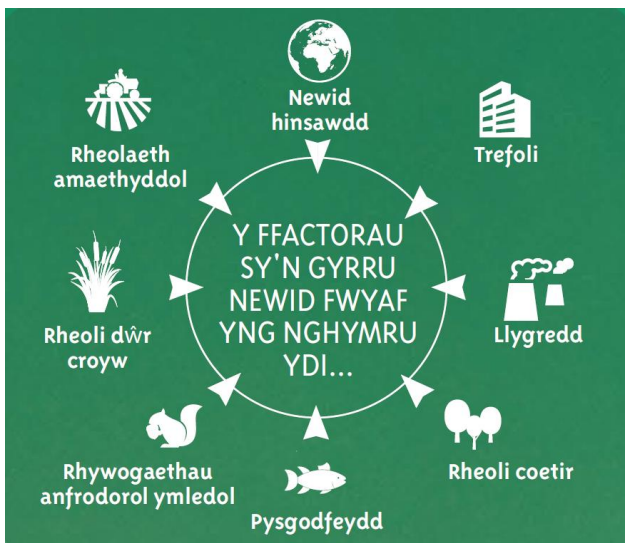 Newid
hinsawdd
Trefoli
Rheolaeth
amaethyddol
Y FFACTORAU
SY'N GYRRU
NEWID FWYAF
YNG NGHYMRU
YDI...
Rheoli dŵr
croyw
Llygredd
Rhywogaethau
anfrodorol ymledol
Rheoli coetir
Pysgodfeydd